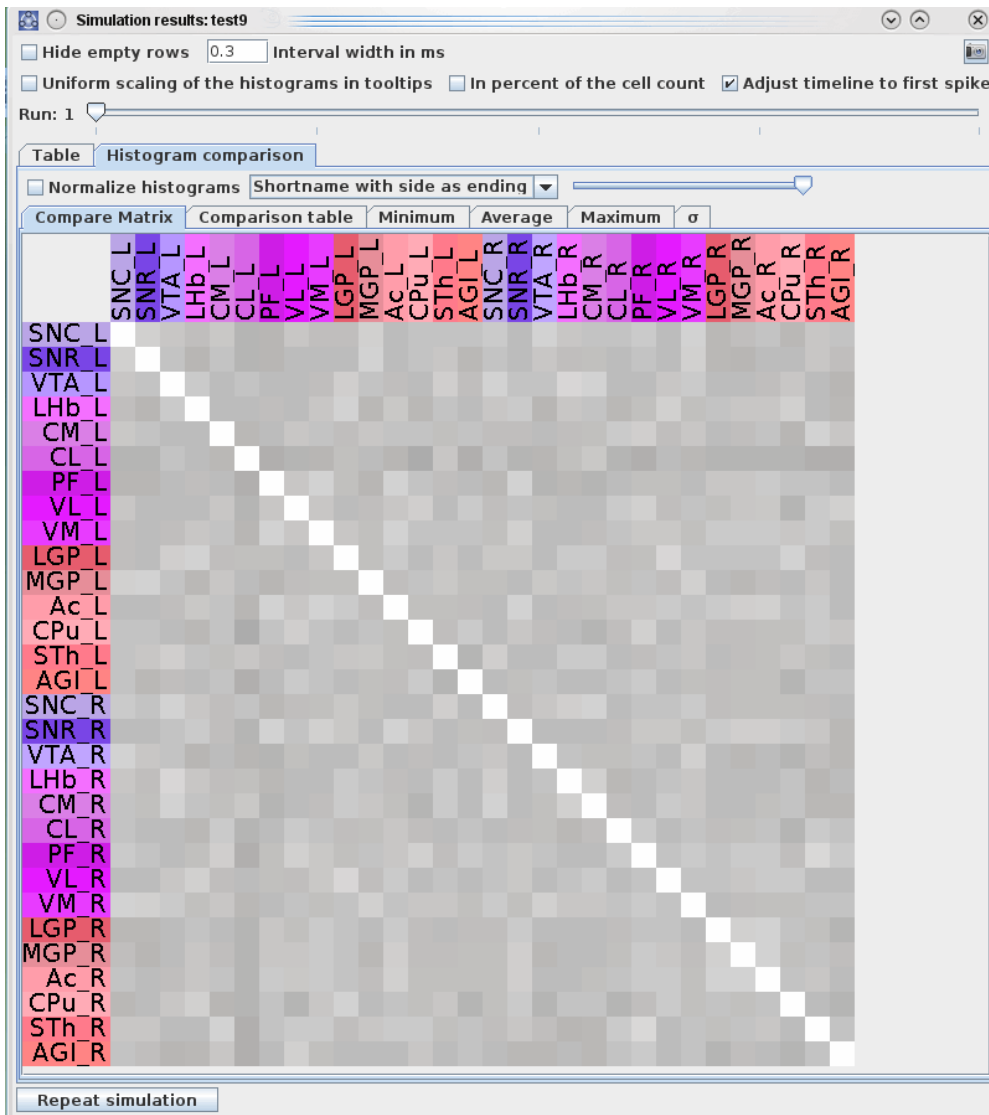 Simulation results: test9
Hide empty rows 0.3 Interval width in ms
Uniform scaling of the histograms in tooltips In percent of the cell count Adjust timeline to first spike
Run: 1
Table Histogram comparison
Normalize histograms Shortname with side as ending
Compare Matrix Comparison table Minimum Average Maximum σ
SNC_L SNR_L VTA_L LHb_L CM_L CL_L PF_L VL_L VM_L LGP_L MGP_L Ac_L CPu_L STh_L AGI_L SNC_R SNR_R VTA_R LHb_R CM_R CL_R PF_R VL_R VM_R LGP_R MGP_R Ac_R CPu_R STh_R AGI_R
SNC_L
SNR_L
VTA_L
LHb_L
CM_L
CL_L
PF_L
VL_L
VM_L
LGP_L
MGP_L
Ac_L
CPu_L
STh_L
AGI_L
SNC_R
SNR_R
VTA_R
LHb_R
CM_R
CL_R
PF_R
VL_R
VM_R
LGP_R
MGP_R
Ac_R
CPu_R
STh_R
AGI_R
Repeat simulation